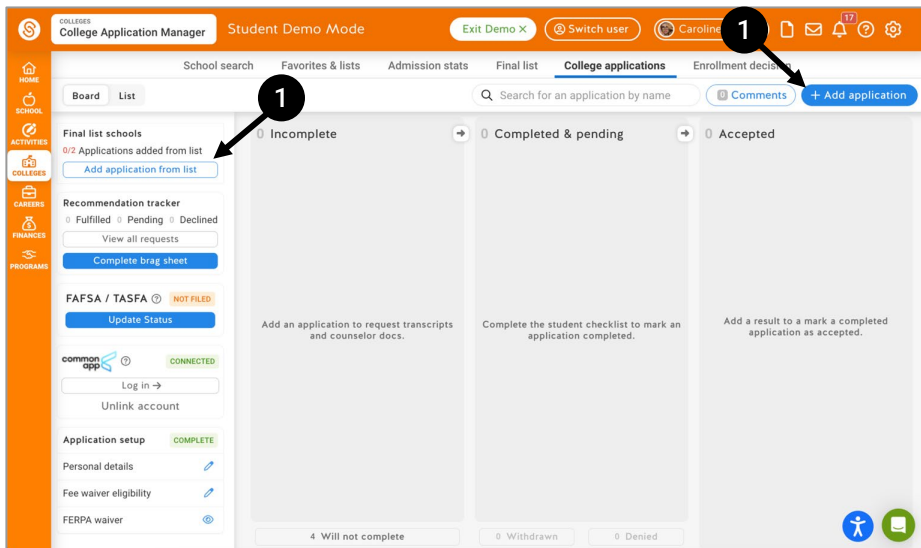 COLLEGES
College Application Manager
Student Demo Mode
Exit Demo ×
Switch user
Caroline
17
1
School search
Favorites & lists
Admission stats
Final list
College applications
Enrollment decision
HOME
SCHOOL
ACTIVITIES
COLLEGES
CAREERS
FINANCES
PROGRAMS
Board
List
1
Search for an application by name
0 Comments
+ Add application
Final list schools
0/2 Applications added from list
Add application from list
Recommendation tracker
0 Fulfilled 0 Pending 0 Declined
View all requests
Complete brag sheet
FAFSA / TASFA
NOT FILED
Update Status
common app
CONNECTED
Log in →
Unlink account
Application setup
COMPLETE
Personal details
Fee waiver eligibility
FERPA waiver
0 Incomplete
Add an application to request transcripts
and counselor docs.
4 Will not complete
0 Completed & pending
Complete the student checklist to mark an
application completed.
0 Withdrawn
0 Denied
0 Accepted
Add a result to a mark a completed
application as accepted.